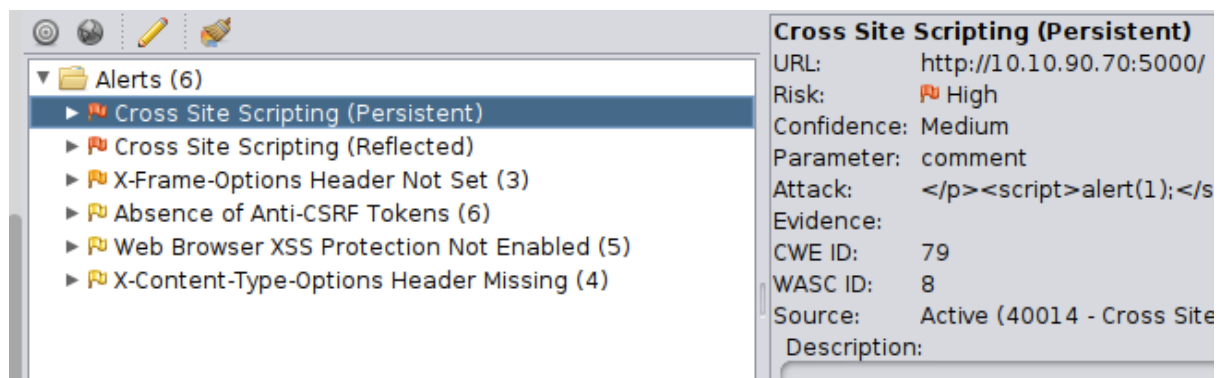 Alerts (6)
Cross Site Scripting (Persistent)
Cross Site Scripting (Reflected)
X-Frame-Options Header Not Set (3)
Absence of Anti-CSRF Tokens (6)
Web Browser XSS Protection Not Enabled (5)
X-Content-Type-Options Header Missing (4)
Cross Site Scripting (Persistent)
URL: http://10.10.90.70:5000/
Risk: High
Confidence: Medium
Parameter: comment
Attack: </p><script>alert(1);</s
Evidence:
CWE ID: 79
WASC ID: 8
Source: Active (40014 - Cross Site
Description: